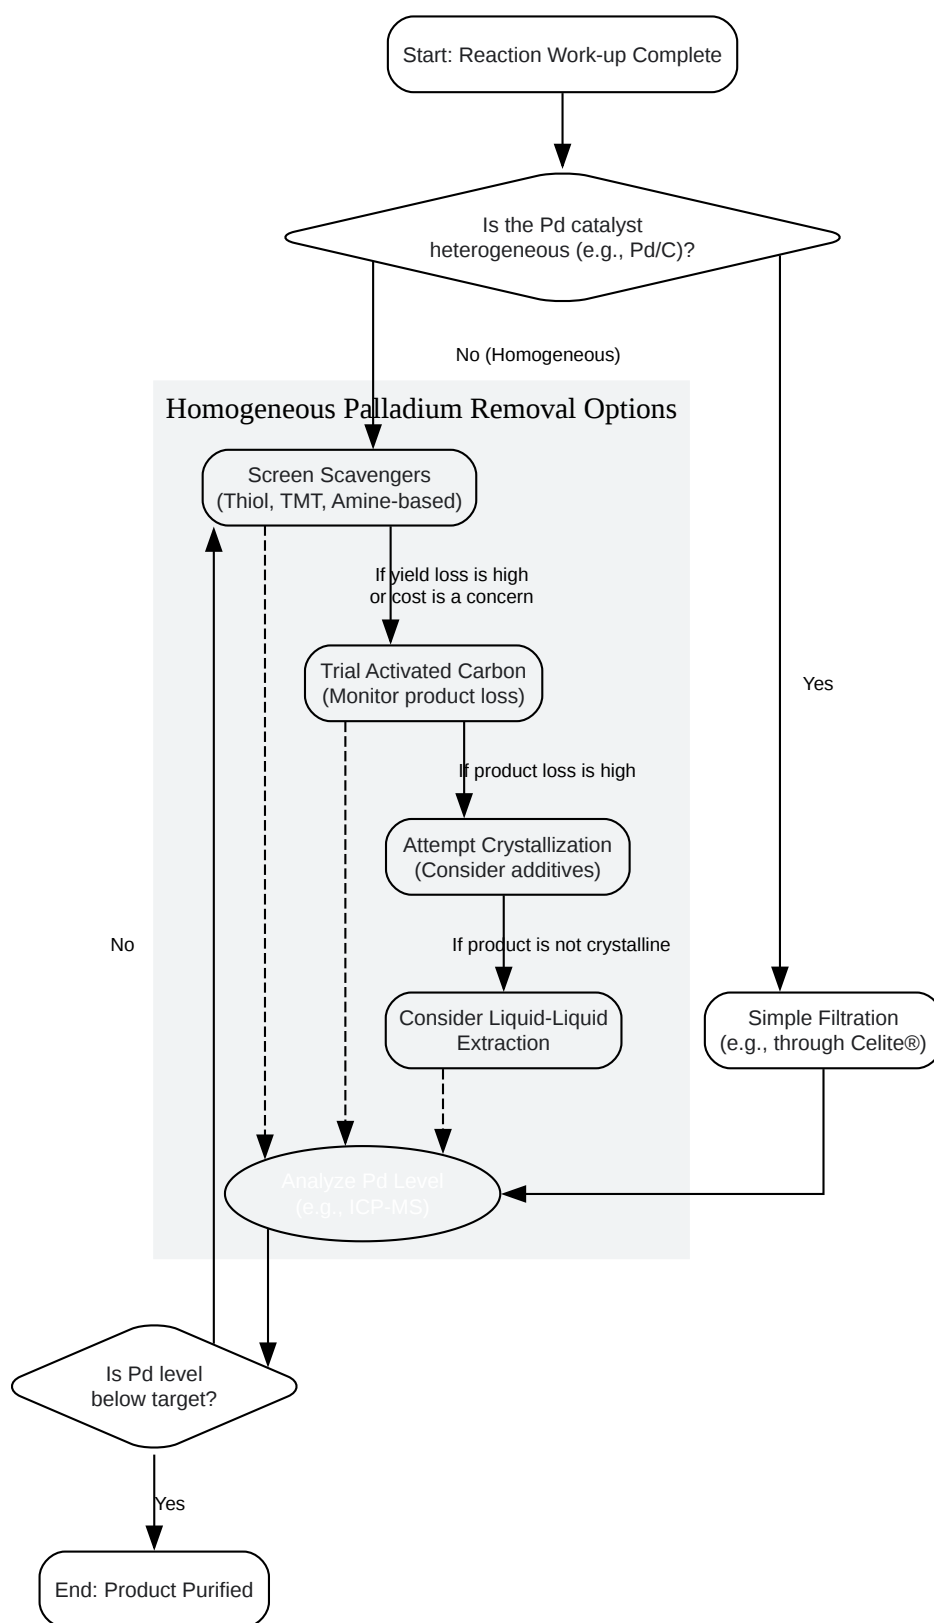 Start: Reaction Work-up Complete
Is the Pd catalyst
heterogeneous (e.g., Pd/C)?
No (Homogeneous)
Homogeneous Palladium Removal Options
Screen Scavengers
(Thiol, TMT, Amine-based)
If yield loss is high
or cost is a concern
Trial Activated Carbon
(Monitor product loss)
Yes
If product loss is high
Attempt Crystallization
(Consider additives)
No
If product is not crystalline
Consider Liquid-Liquid
Extraction
Simple Filtration
(e.g., through Celite®)
Analyze Pd Level
(e.g., ICP-MS)
Is Pd level
below target?
Yes
End: Product Purified